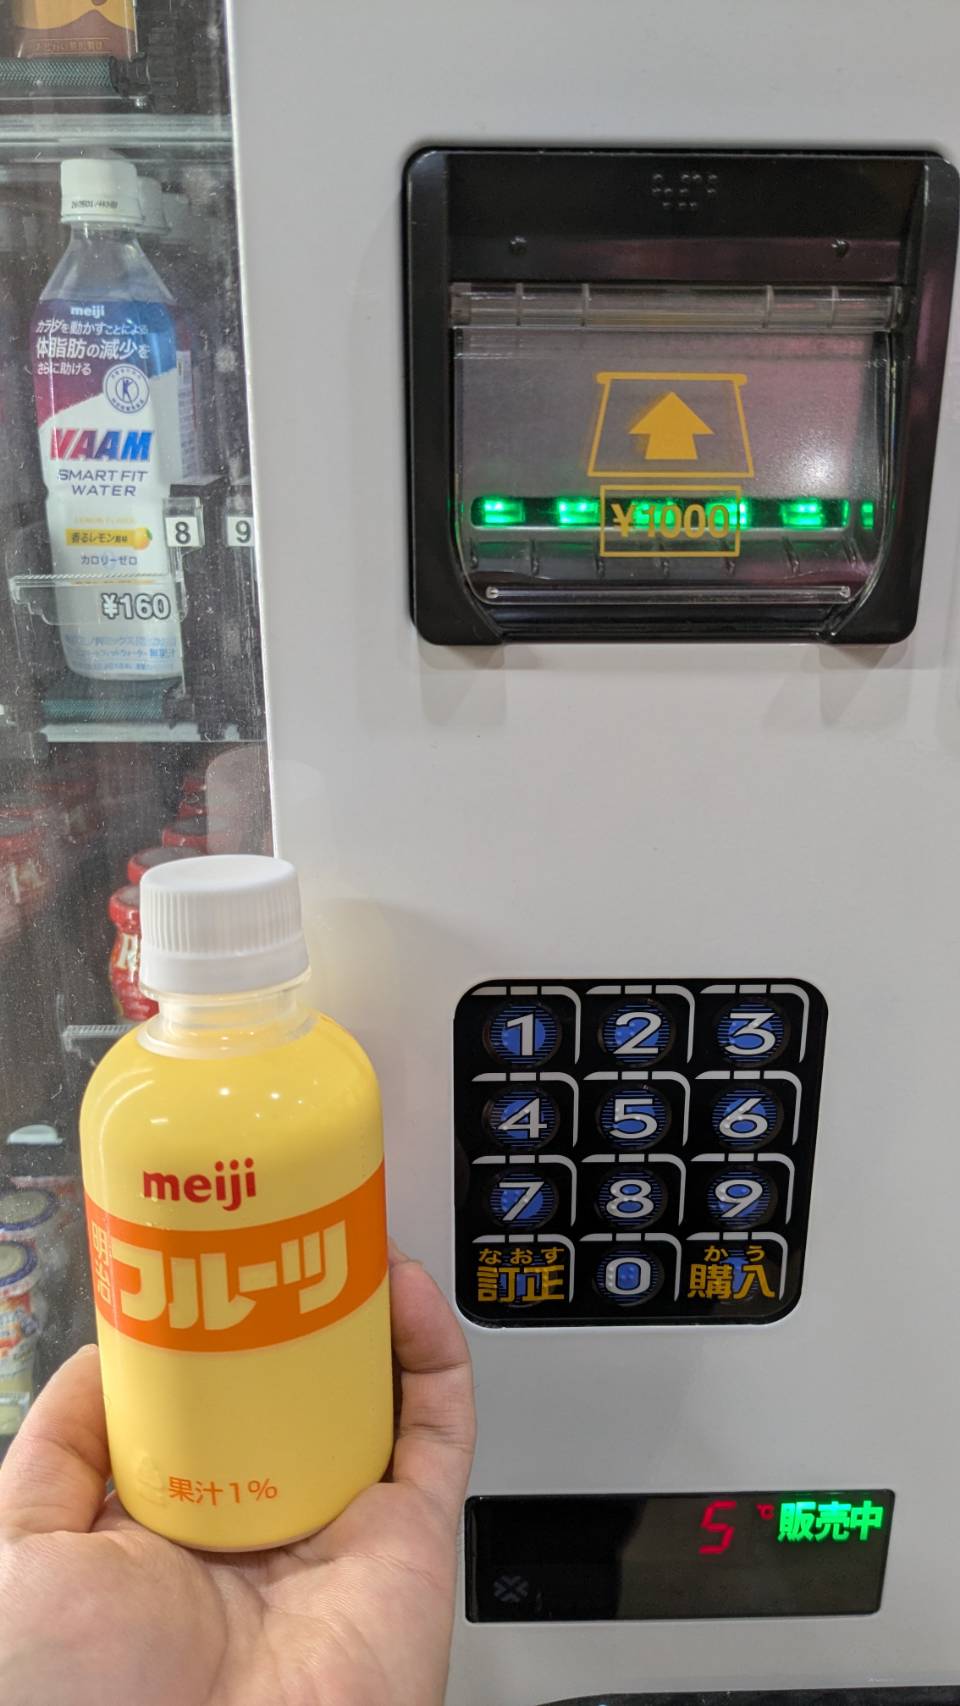 meiji
カラダを動かすことによる
体脂肪の減少を
さらに助ける
VAAM
SMART FIT
WATER
香るレモン風味
カロリーゼロ
8
9
¥160
¥1000
1
2
3
4
5
6
7
8
9
なおす
訂正
0
かう
購入
meiji
明治
フルーツ
果汁1%
5 ℃ 販売中